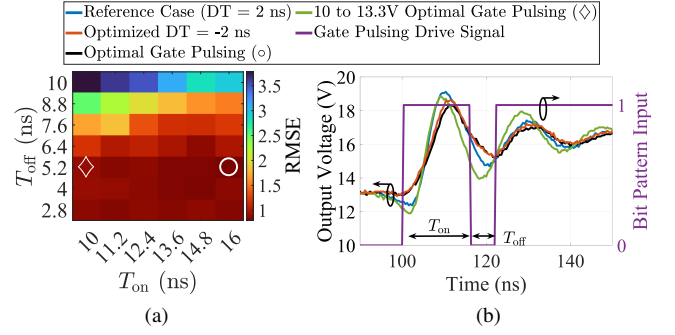 Reference Case (DT = 2 ns)
10 to 13.3V Optimal Gate Pulsing (◇)
Optimized DT = -2 ns
Gate Pulsing Drive Signal
Optimal Gate Pulsing (○)
T_off (ns)
10
8.8
7.6
6.4
5.2
4
2.8
10
11.2
12.4
13.6
14.8
16
T_on (ns)
3.5
3
2.5
2
1.5
1
RMSE
(a)
Output Voltage (V)
20
18
16
14
12
10
T_on
T_off
100
120
140
Time (ns)
1
0
Bit Pattern Input
(b)